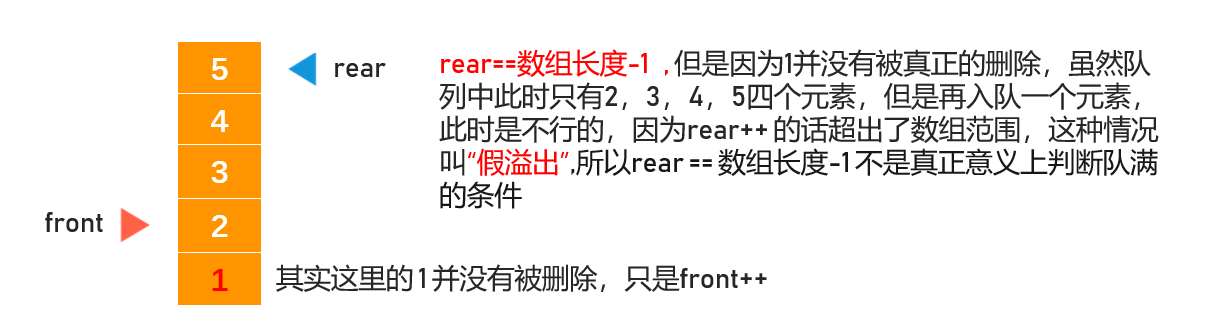 5
rear
rear==数组长度-1 ,但是因为1并没有被真正的删除，虽然队
列中此时只有2，3，4，5四个元素，但是再入队一个元素，
此时是不行的，因为rear++ 的话超出了数组范围，这种情况
叫“假溢出“,所以rear == 数组长度-1 不是真正意义上判断队满
的条件
4
3
front
2
1
其实这里的1并没有被删除，只是front++